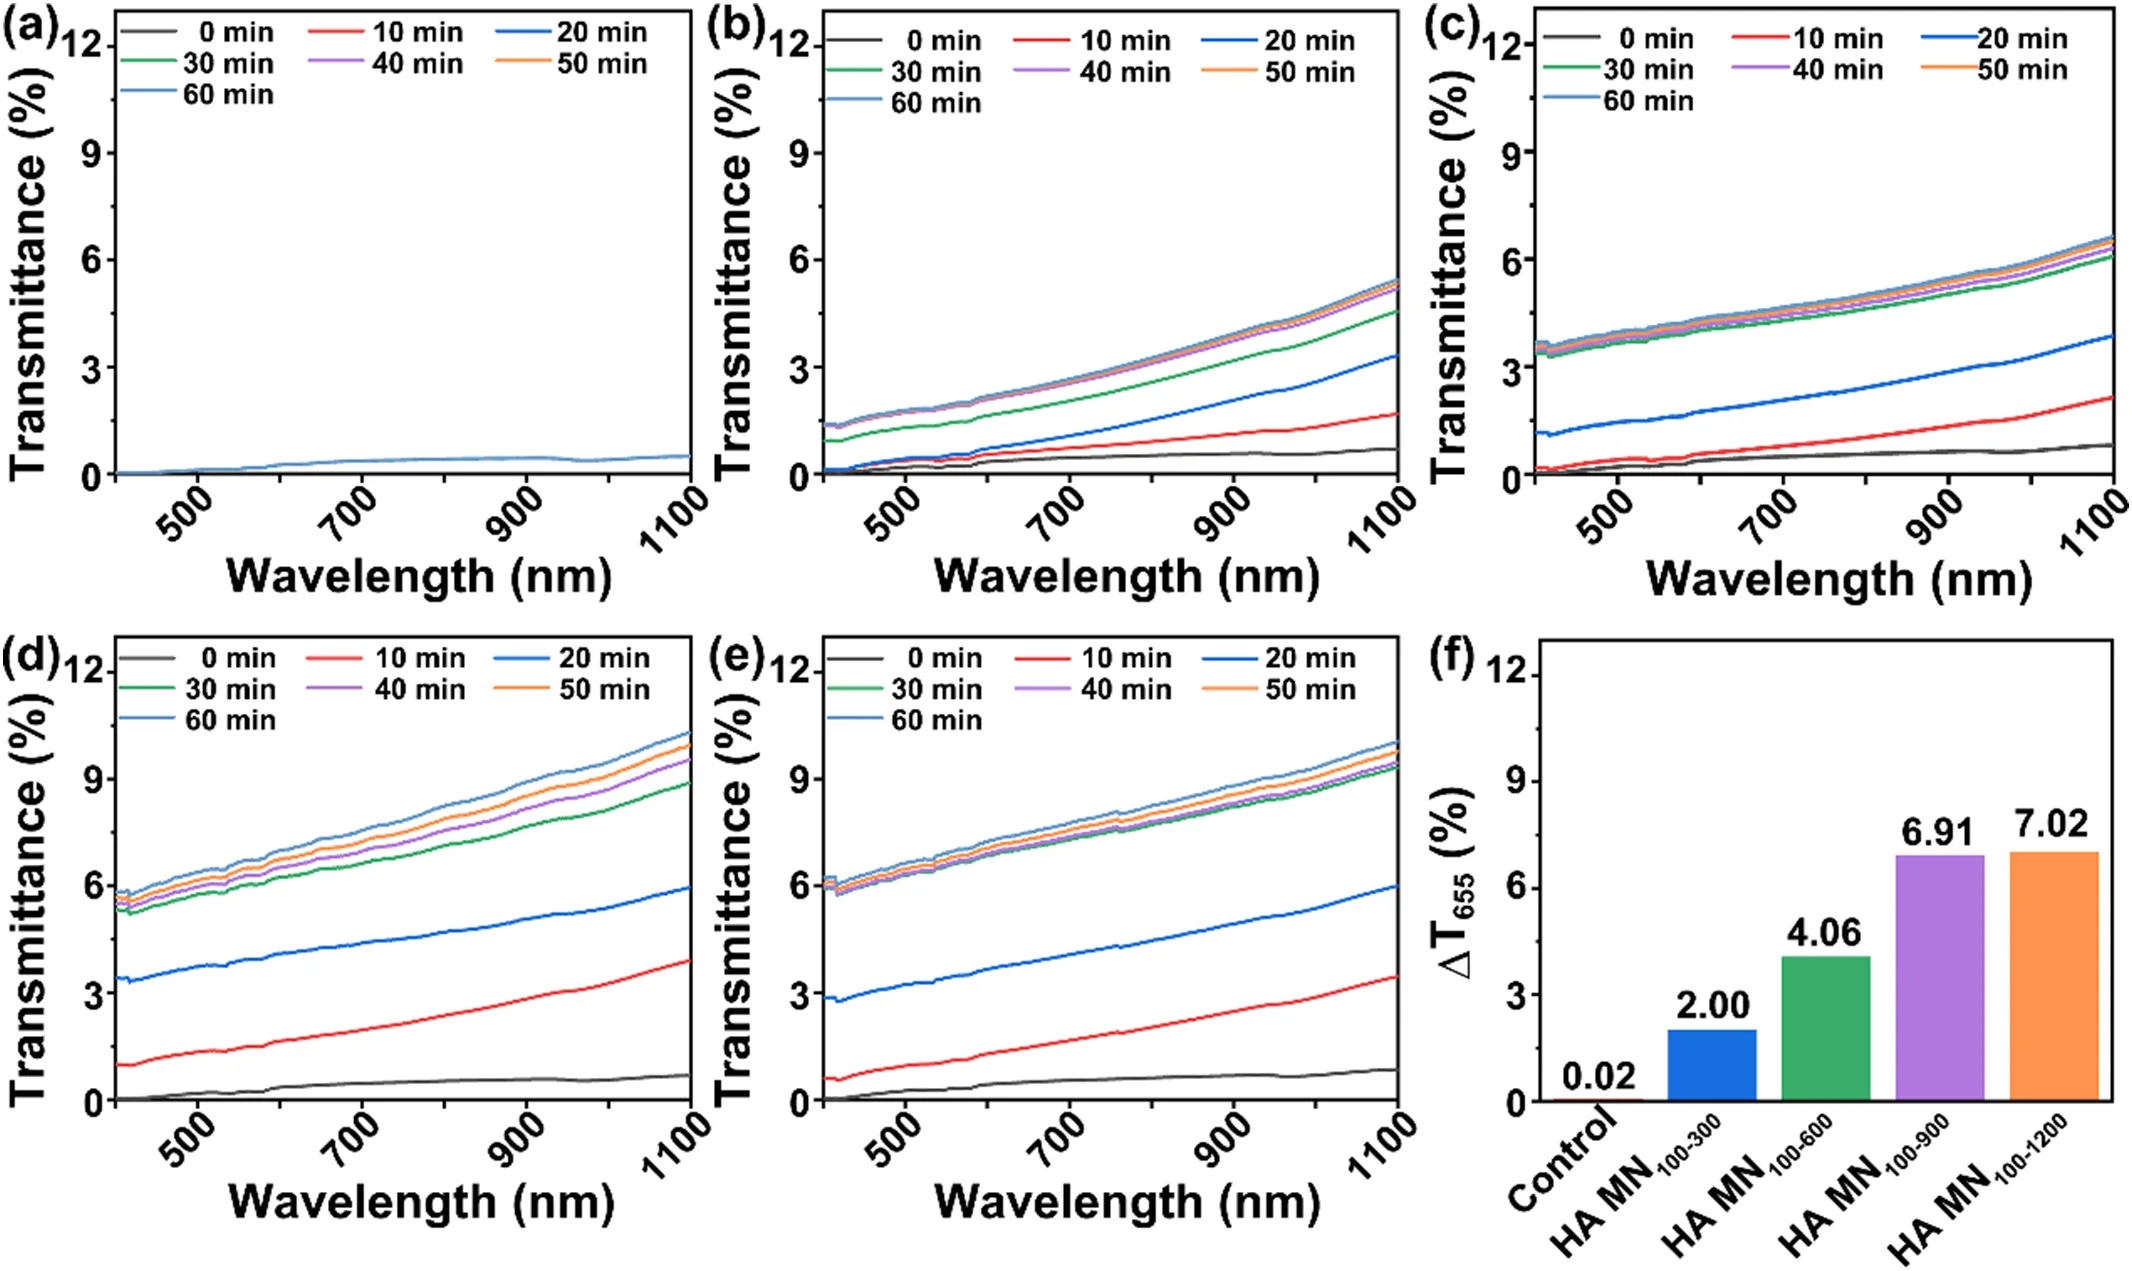 (a)
0 min 10 min 20 min
30 min 40 min 50 min
60 min
12
9
6
3
0
Transmittance (%)
500 700 900 1100
Wavelength (nm)
(b)
0 min 10 min 20 min
30 min 40 min 50 min
60 min
12
9
6
3
0
Transmittance (%)
500 700 900 1100
Wavelength (nm)
(c)
0 min 10 min 20 min
30 min 40 min 50 min
60 min
12
9
6
3
0
Transmittance (%)
500 700 900 1100
Wavelength (nm)
(d)
0 min 10 min 20 min
30 min 40 min 50 min
60 min
12
9
6
3
0
Transmittance (%)
500 700 900 1100
Wavelength (nm)
(e)
0 min 10 min 20 min
30 min 40 min 50 min
60 min
12
9
6
3
0
Transmittance (%)
500 700 900 1100
Wavelength (nm)
(f)
12
9
6
3
0
ΔT655 (%)
0.02 2.00 4.06 6.91 7.02
Control
HA MN100-300
HA MN100-600
HA MN100-900
HA MN100-1200